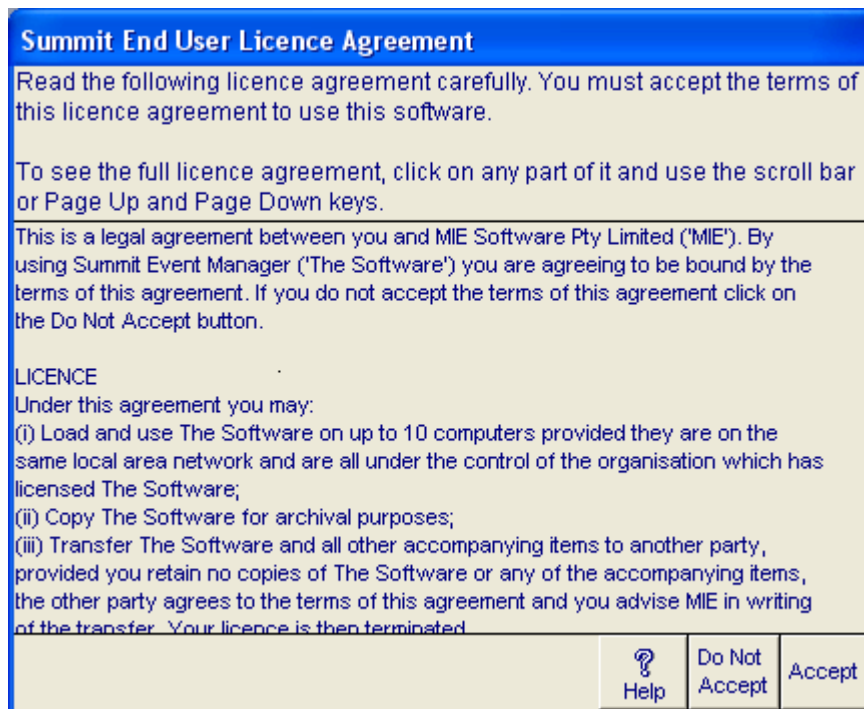 Summit End User Licence Agreement
Read the following licence agreement carefully. You must accept the terms of
this licence agreement to use this software.
To see the full licence agreement, click on any part of it and use the scroll bar
or Page Up and Page Down keys.
This is a legal agreement between you and MIE Software Pty Limited ('MIE'). By
using Summit Event Manager ('The Software') you are agreeing to be bound by the
terms of this agreement. If you do not accept the terms of this agreement click on
the Do Not Accept button.
LICENCE
Under this agreement you may:
(i) Load and use The Software on up to 10 computers provided they are on the
same local area network and are all under the control of the organisation which has
licensed The Software;
(ii) Copy The Software for archival purposes;
(iii) Transfer The Software and all other accompanying items to another party,
provided you retain no copies of The Software or any of the accompanying items,
the other party agrees to the terms of this agreement and you advise MIE in writing
of the transfer. Your licence is then terminated.
Help
Do Not
Accept
Accept